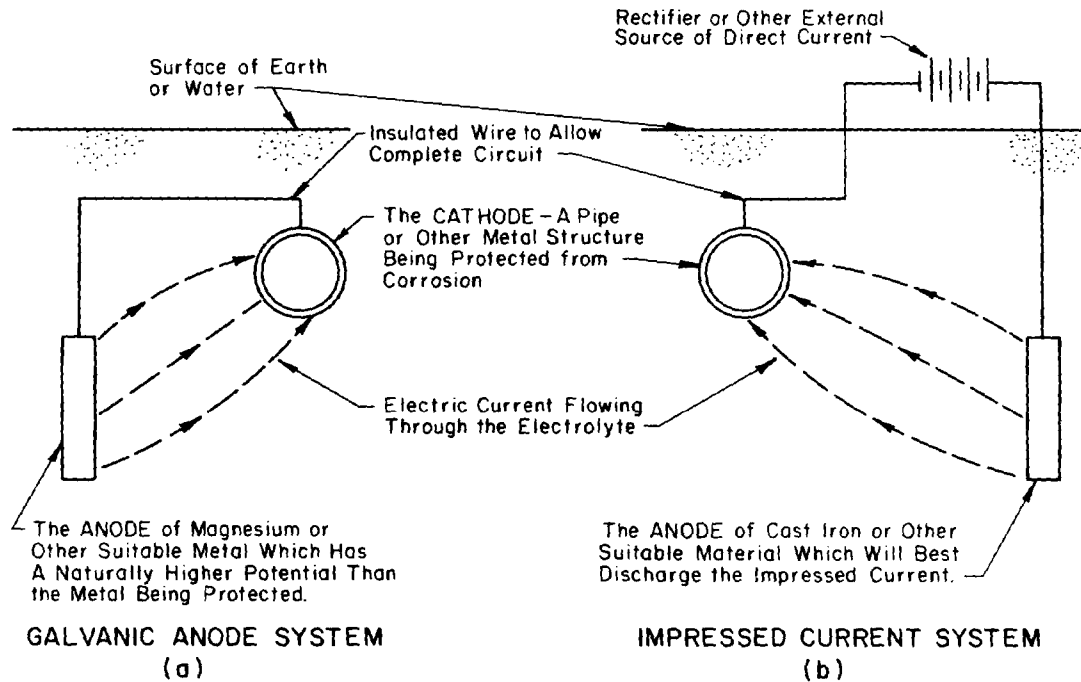 Rectifier or Other External
Source of Direct Current
Surface of Earth
or Water
Insulated Wire to Allow
Complete Circuit
The CATHODE – A Pipe
or Other Metal Structure
Being Protected from
Corrosion
Electric Current Flowing
Through the Electrolyte
The ANODE of Magnesium or
Other Suitable Metal Which Has
A Naturally Higher Potential Than
the Metal Being Protected.
The ANODE of Cast Iron or Other
Suitable Material Which Will Best
Discharge the Impressed Current.
GALVANIC ANODE SYSTEM
(a)
IMPRESSED CURRENT SYSTEM
(b)